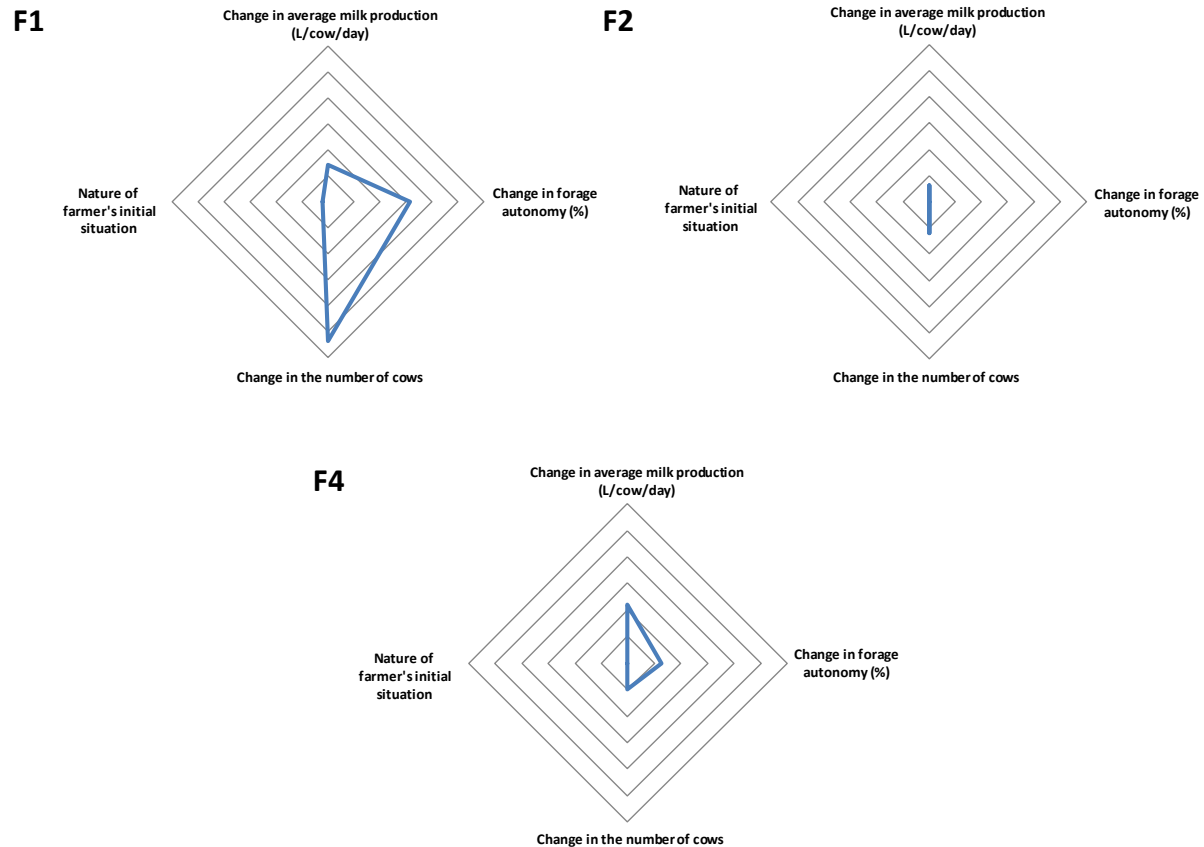 F1
Change in average milk production
(L/cow/day)
Nature of
farmer's initial
situation
Change in forage
autonomy (%)
Change in the number of cows
F2
Change in average milk production
(L/cow/day)
Nature of
farmer's initial
situation
Change in forage
autonomy (%)
Change in the number of cows
F4
Change in average milk production
(L/cow/day)
Nature of
farmer's initial
situation
Change in forage
autonomy (%)
Change in the number of cows